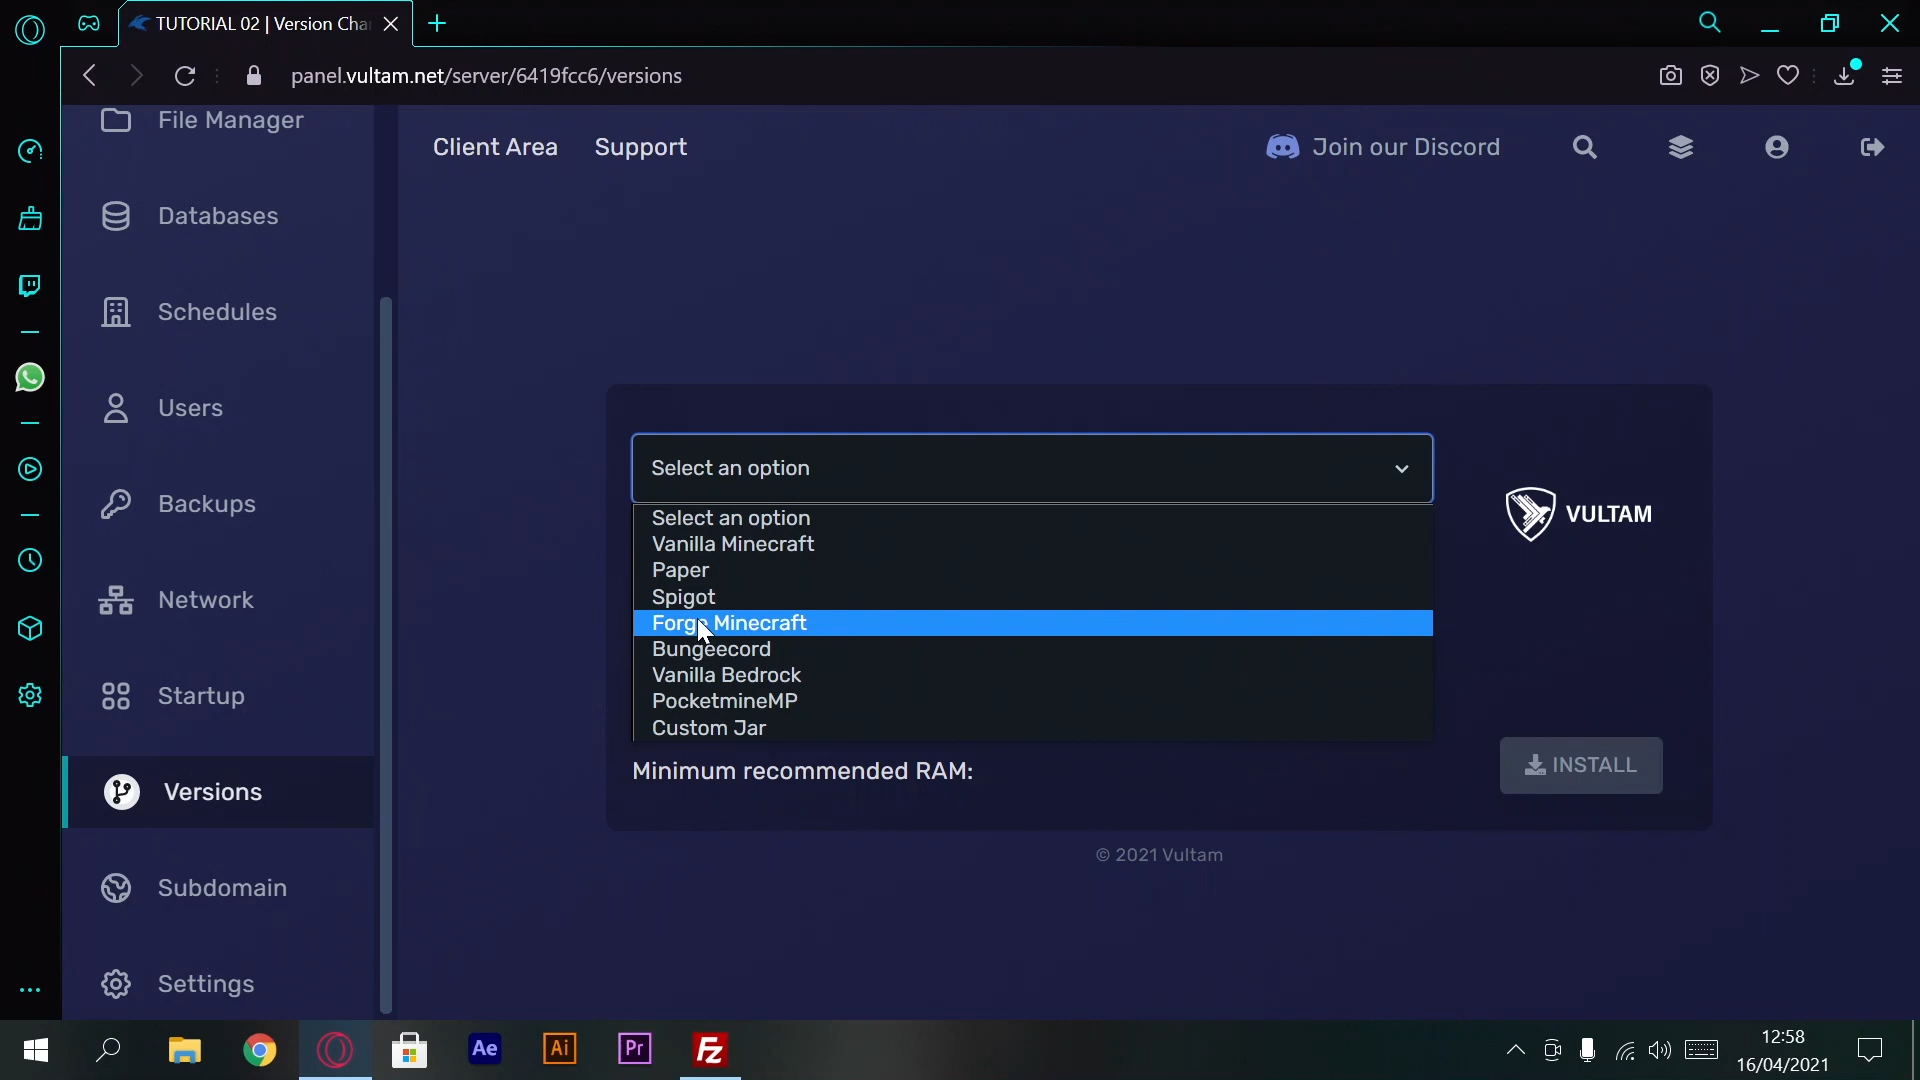 TUTORIAL 02 | Version Cha
panel.vultam.net/server/6419fcc6/versions
File Manager
Databases
Schedules
Users
Backups
Network
Startup
Versions
Subdomain
Settings
Client Area
Support
Join our Discord
Select an option
Select an option
Vanilla Minecraft
Paper
Spigot
Forge Minecraft
Bungeecord
Vanilla Bedrock
PocketmineMP
Custom Jar
VULTAM
Minimum recommended RAM:
INSTALL
© 2021 Vultam
Ae
Ai
Pr
Fz
12:58
16/04/2021